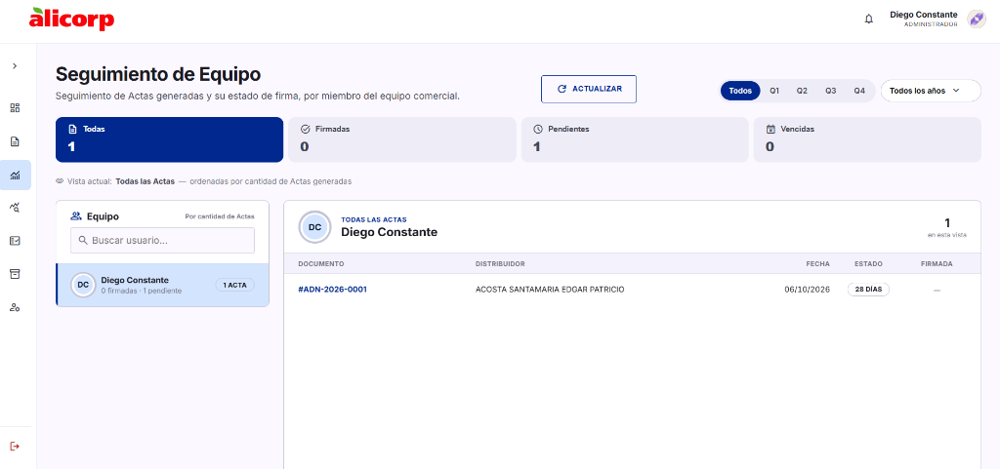 alicorp
Diego Constante
ADMINISTRADOR
Seguimiento de Equipo
Seguimiento de Actas generadas y su estado de firma, por miembro del equipo comercial.
ACTUALIZAR
Todos Q1 Q2 Q3 Q4 Todos los años
Todas
1
Firmadas
0
Pendientes
1
Vencidas
0
Vista actual: Todas las Actas — ordenadas por cantidad de Actas generadas
Equipo Por cantidad de Actas
Buscar usuario...
DC
Diego Constante
0 firmadas · 1 pendiente
1 ACTA
DC
TODAS LAS ACTAS
Diego Constante
1
en esta vista
DOCUMENTO DISTRIBUIDOR FECHA ESTADO FIRMADA
#ADN-2026-0001 ACOSTA SANTAMARIA EDGAR PATRICIO 06/10/2026 28 DÍAS —